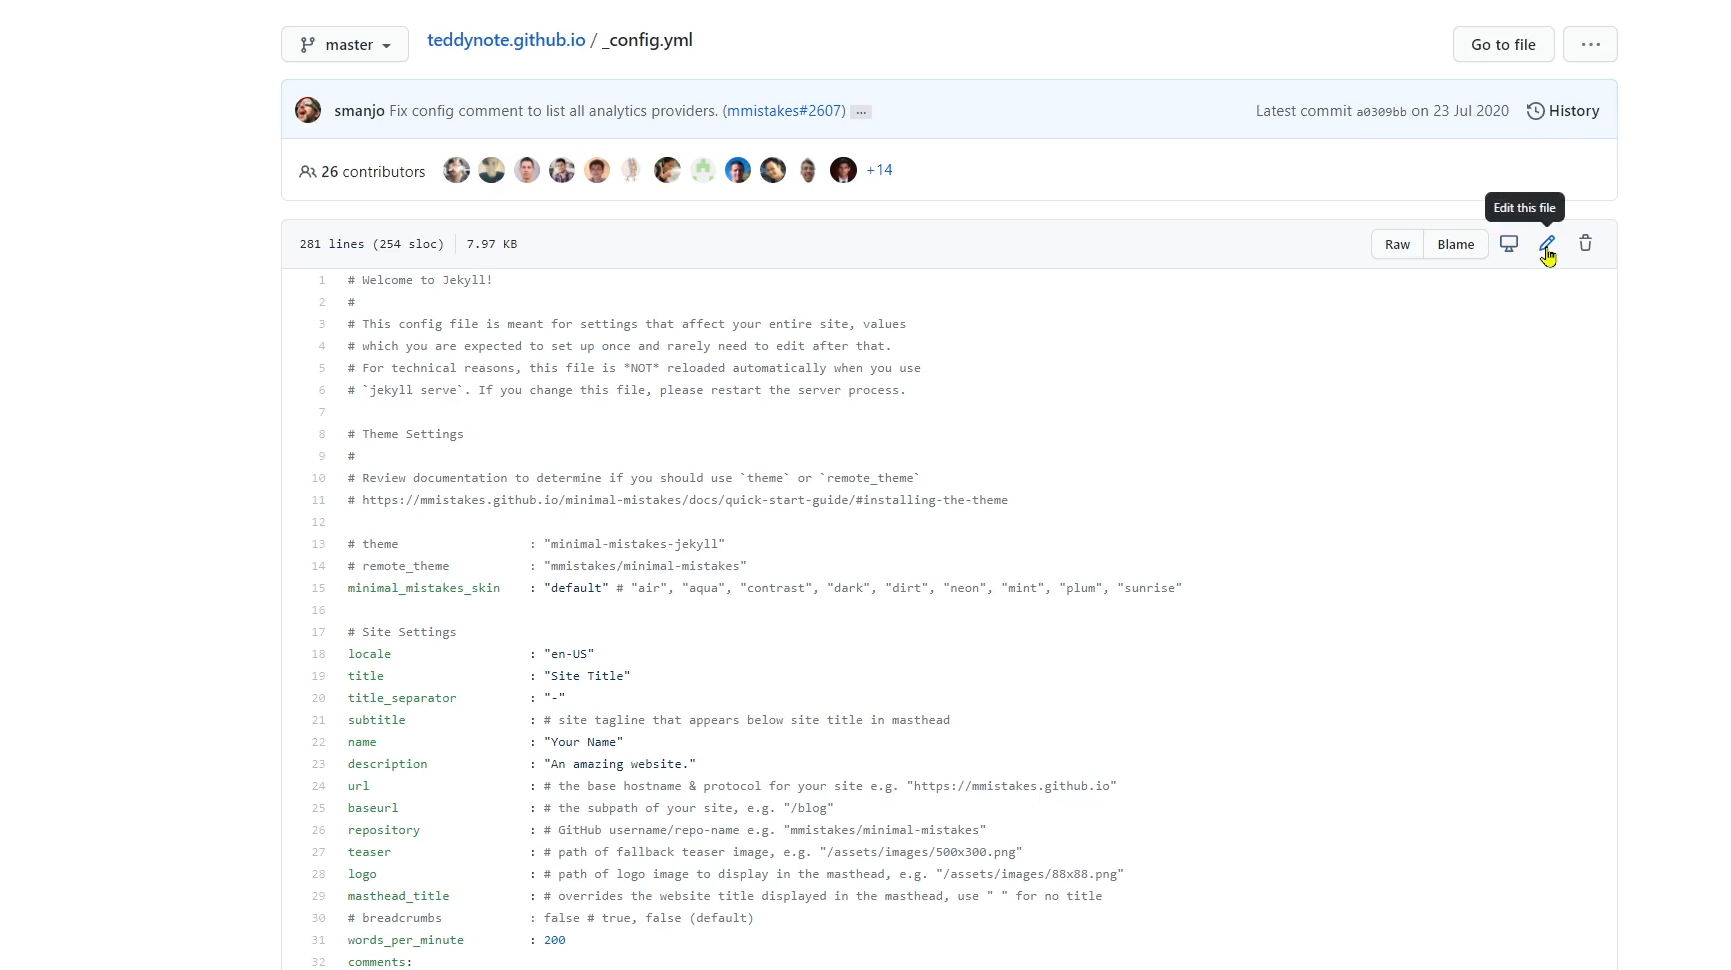 master
teddynote.github.io / _config.yml
Go to file
...
smanjo Fix config comment to list all analytics providers. (mmistakes#2607) ...
Latest commit a0309bb on 23 Jul 2020 History
26 contributors +14
Edit this file
281 lines (254 sloc) 7.97 KB
Raw Blame
1 # Welcome to Jekyll!
2 #
3 # This config file is meant for settings that affect your entire site, values
4 # which you are expected to set up once and rarely need to edit after that.
5 # For technical reasons, this file is *NOT* reloaded automatically when you use
6 # `jekyll serve`. If you change this file, please restart the server process.
7
8 # Theme Settings
9 #
10 # Review documentation to determine if you should use `theme` or `remote_theme`
11 # https://mmistakes.github.io/minimal-mistakes/docs/quick-start-guide/#installing-the-theme
12
13 # theme : "minimal-mistakes-jekyll"
14 # remote_theme : "mmistakes/minimal-mistakes"
15 minimal_mistakes_skin : "default" # "air", "aqua", "contrast", "dark", "dirt", "neon", "mint", "plum", "sunrise"
16
17 # Site Settings
18 locale : "en-US"
19 title : "Site Title"
20 title_separator : "-"
21 subtitle : # site tagline that appears below site title in masthead
22 name : "Your Name"
23 description : "An amazing website."
24 url : # the base hostname & protocol for your site e.g. "https://mmistakes.github.io"
25 baseurl : # the subpath of your site, e.g. "/blog"
26 repository : # GitHub username/repo-name e.g. "mmistakes/minimal-mistakes"
27 teaser : # path of fallback teaser image, e.g. "/assets/images/500x300.png"
28 logo : # path of logo image to display in the masthead, e.g. "/assets/images/88x88.png"
29 masthead_title : # overrides the website title displayed in the masthead, use " " for no title
30 # breadcrumbs : false # true, false (default)
31 words_per_minute : 200
32 comments: